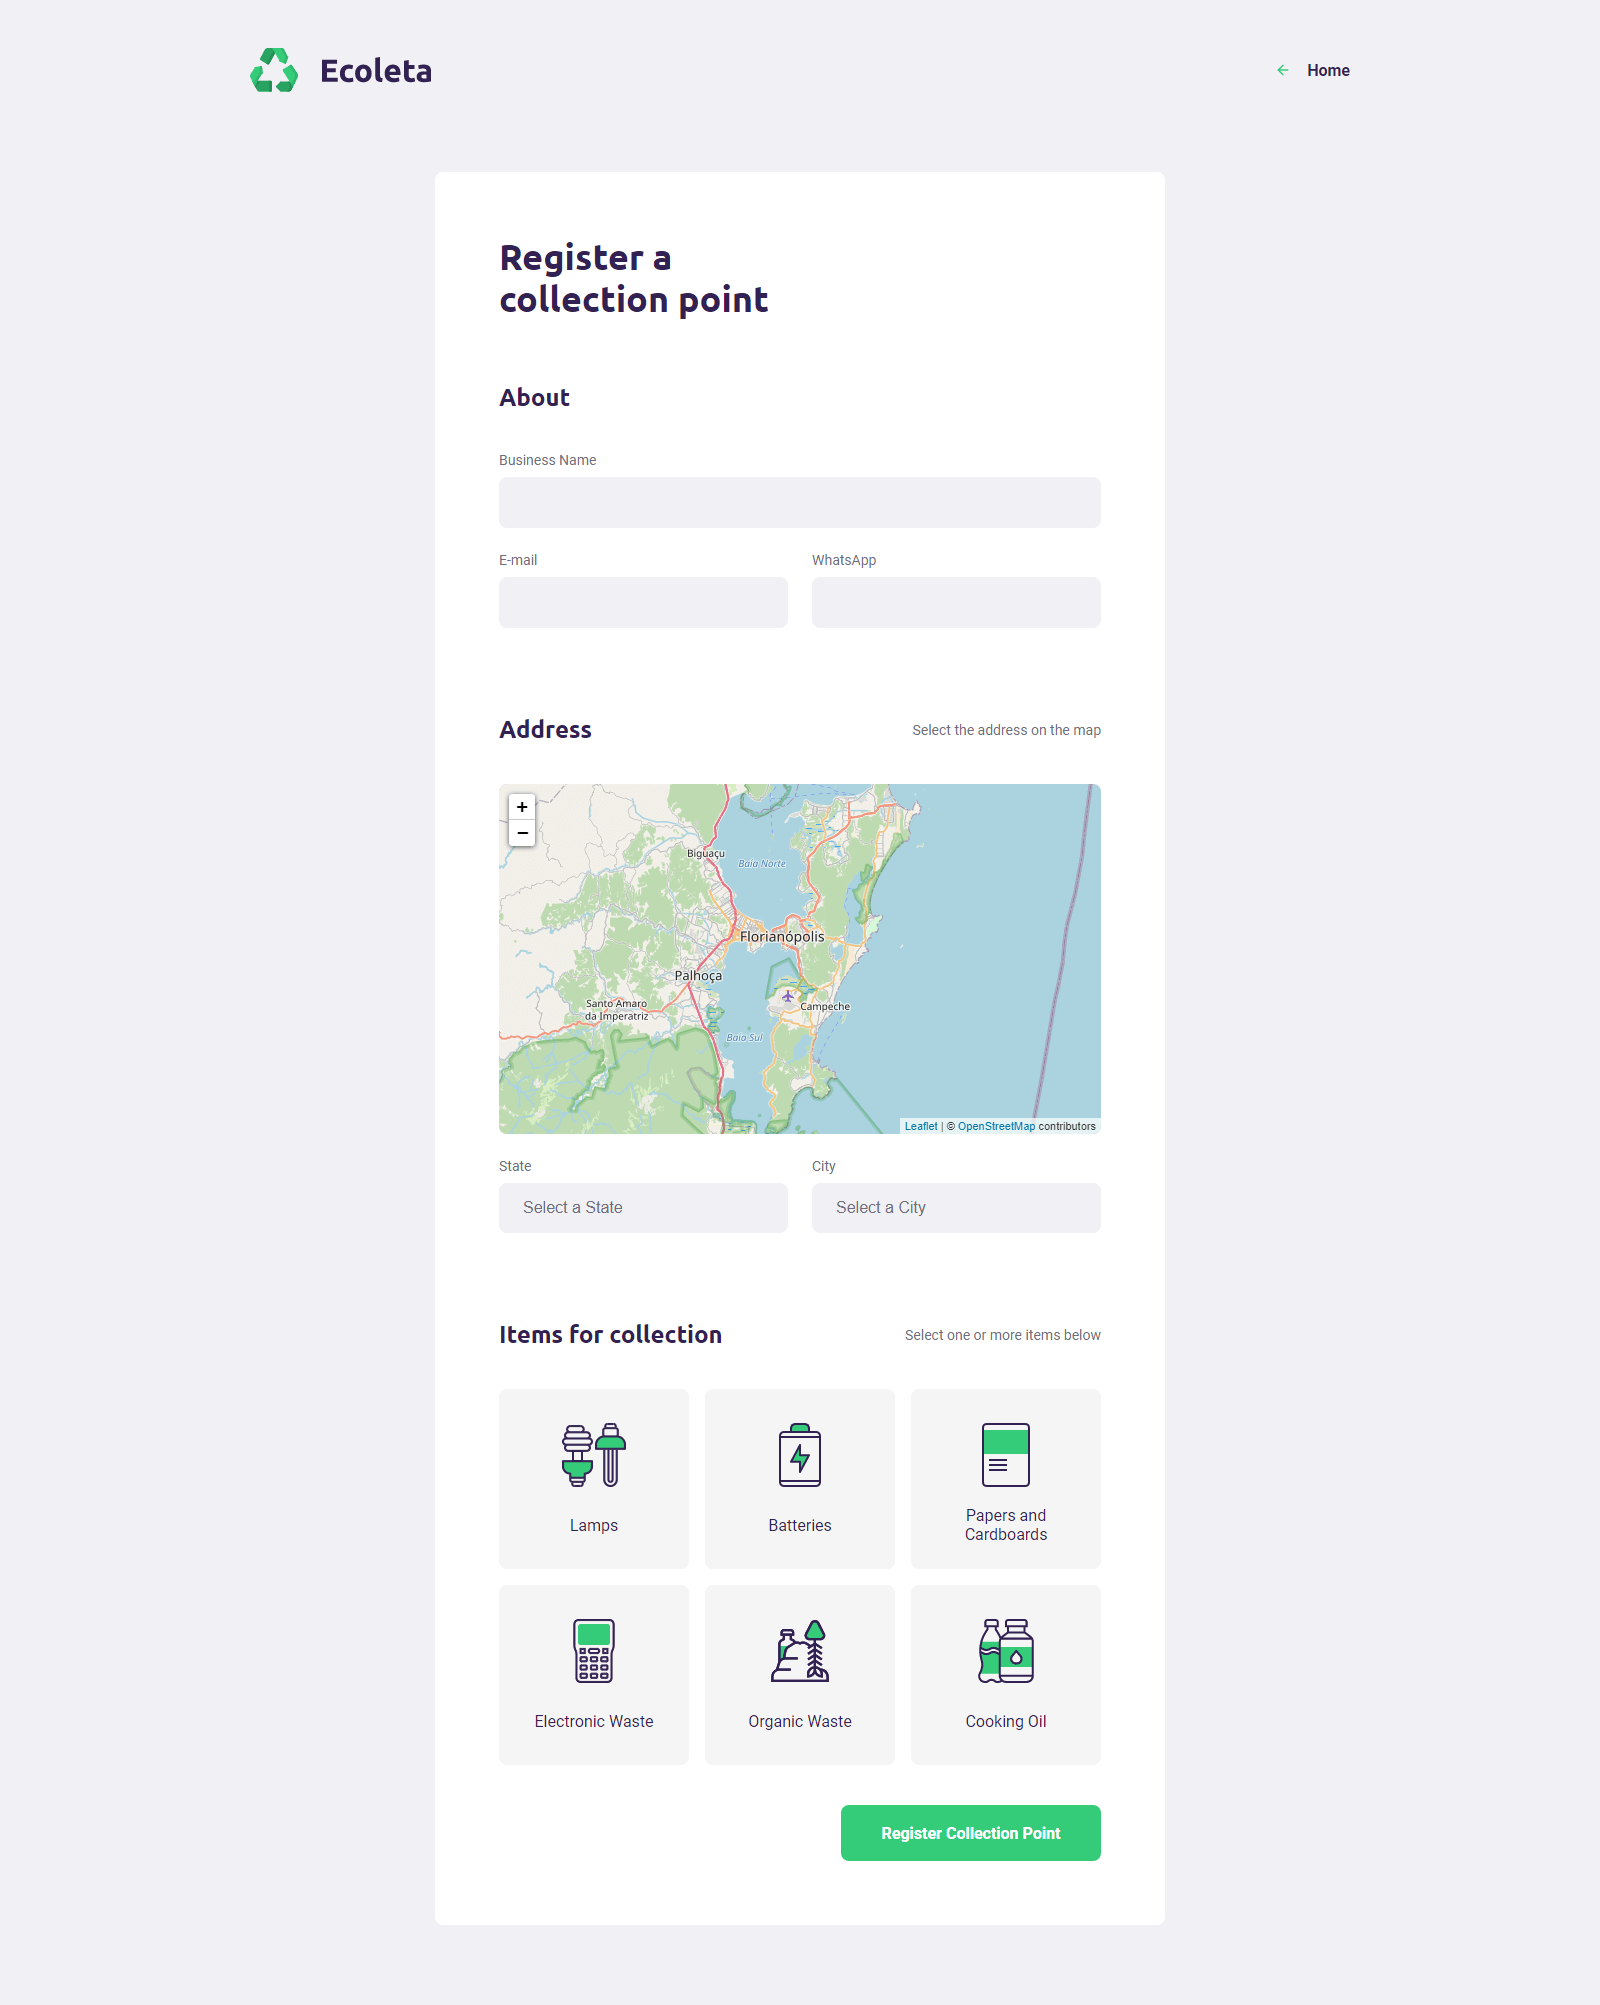 Ecoleta
Home
Register a
collection point
About
Business Name
E-mail
WhatsApp
Address
Select the address on the map
+
−
Biguaçu
Baia Norte
Florianópolis
Palhoça
Santo Amaro
da Imperatriz
Campeche
Baia Sul
Leaflet | © OpenStreetMap contributors
State
City
Select a State
Select a City
Items for collection
Select one or more items below
Lamps
Batteries
Papers and
Cardboards
Electronic Waste
Organic Waste
Cooking Oil
Register Collection Point